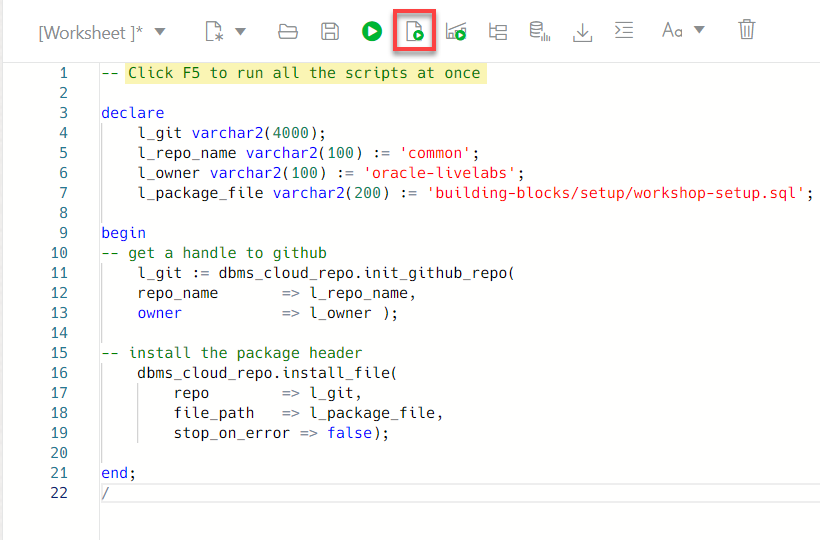 [Worksheet ]*
Aa
1 -- Click F5 to run all the scripts at once
2
3 declare
4     l_git varchar2(4000);
5     l_repo_name varchar2(100) := 'common';
6     l_owner varchar2(100) := 'oracle-livelabs';
7     l_package_file varchar2(200) := 'building-blocks/setup/workshop-setup.sql';
8
9 begin
10 -- get a handle to github
11     l_git := dbms_cloud_repo.init_github_repo(
12     repo_name       => l_repo_name,
13     owner           => l_owner );
14
15 -- install the package header
16     dbms_cloud_repo.install_file(
17         repo        => l_git,
18         file_path   => l_package_file,
19         stop_on_error => false);
20
21 end;
22 /